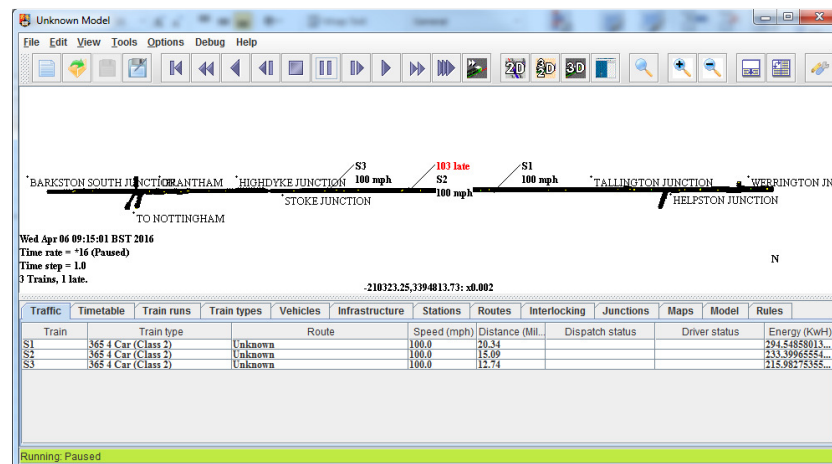 Unknown Model
File Edit View Tools Options Debug Help
2D 3/2D 3-D
S3 103 late S1
BARKSTON SOUTH JUNCTION GRANTHAM HIGHDYKE JUNCTION 100 mph S2 100 mph TALLINGTON JUNCTION WERRINGTON JN
STOKE JUNCTION 100 mph HELPSTON JUNCTION
TO NOTTINGHAM
Wed Apr 06 09:15:01 BST 2016
Time rate = *16 (Paused)
Time step = 1.0
N
3 Trains, 1 late.
-210323.25,3394813.73: x0.002
Traffic Timetable Train runs Train types Vehicles Infrastructure Stations Routes Interlocking Junctions Maps Model Rules
Train Train type Route Speed (mph) Distance (Mil... Dispatch status Driver status Energy (KwH)
S1 365 4 Car (Class 2) Unknown 100.0 20.34 294.54858013...
S2 365 4 Car (Class 2) Unknown 100.0 15.09 233.39965554...
S3 365 4 Car (Class 2) Unknown 100.0 12.74 215.98275355...
Running: Paused